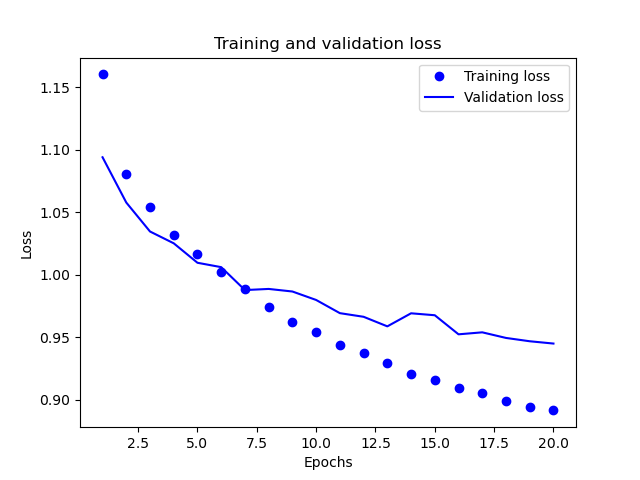 Training and validation loss
Training loss
Validation loss
1.15
1.10
1.05
1.00
0.95
0.90
Loss
2.5 5.0 7.5 10.0 12.5 15.0 17.5 20.0
Epochs